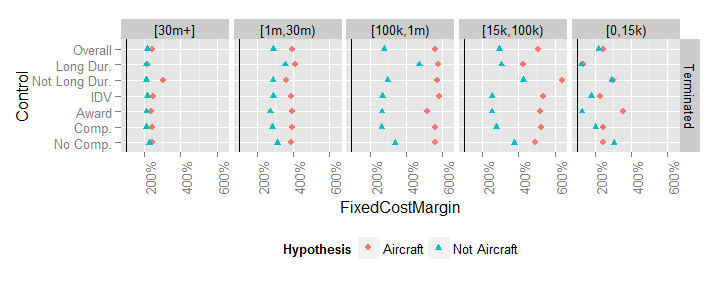 [30m+] [1m,30m) [100k,1m) [15k,100k) [0,15k)
Overall
Long Dur.
Not Long Dur.
IDV
Award
Comp.
No Comp.
Control
Terminated
200% 400% 600% 200% 400% 600% 200% 400% 600% 200% 400% 600% 200% 400% 600%
FixedCostMargin
Hypothesis Aircraft Not Aircraft